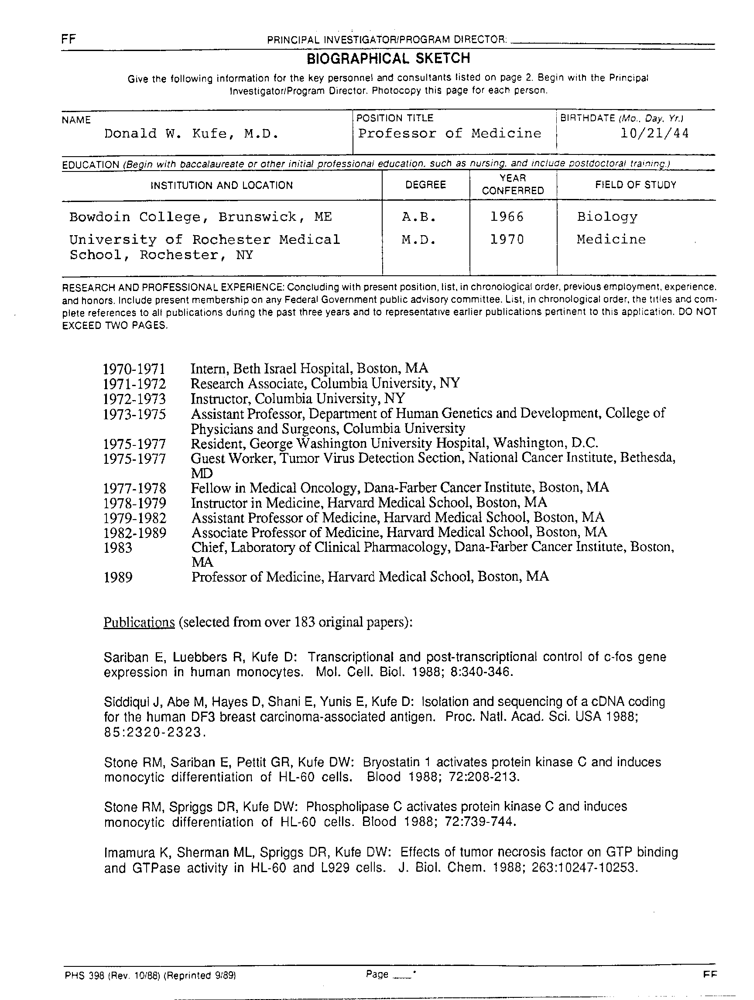 FF
PRINCIPAL INVESTIGATOR/PROGRAM DIRECTOR:
BIOGRAPHICAL SKETCH
Give the following information for the key personnel and consultants listed on page 2. Begin with the Principal
Investigator/Program Director. Photocopy this page for each person.
NAME
Donald W. Kufe, M.D.
POSITION TITLE
Professor of Medicine
BIRTHDATE (Mo., Day, Yr.)
10/21/44
EDUCATION (Begin with baccalaureate or other initial professional education, such as nursing, and include postdoctoral training.)
INSTITUTION AND LOCATION
DEGREE
YEAR
CONFERRED
FIELD OF STUDY
Bowdoin College, Brunswick, ME A.B. 1966 Biology
University of Rochester Medical M.D. 1970 Medicine
School, Rochester, NY
RESEARCH AND PROFESSIONAL EXPERIENCE: Concluding with present position, list, in chronological order, previous employment, experience,
and honors. Include present membership on any Federal Government public advisory committee. List, in chronological order, the titles and com-
plete references to all publications during the past three years and to representative earlier publications pertinent to this application. DO NOT
EXCEED TWO PAGES.
1970-1971 Intern, Beth Israel Hospital, Boston, MA
1971-1972 Research Associate, Columbia University, NY
1972-1973 Instructor, Columbia University, NY
1973-1975 Assistant Professor, Department of Human Genetics and Development, College of
Physicians and Surgeons, Columbia University
1975-1977 Resident, George Washington University Hospital, Washington, D.C.
1975-1977 Guest Worker, Tumor Virus Detection Section, National Cancer Institute, Bethesda,
MD
1977-1978 Fellow in Medical Oncology, Dana-Farber Cancer Institute, Boston, MA
1978-1979 Instructor in Medicine, Harvard Medical School, Boston, MA
1979-1982 Assistant Professor of Medicine, Harvard Medical School, Boston, MA
1982-1989 Associate Professor of Medicine, Harvard Medical School, Boston, MA
1983 Chief, Laboratory of Clinical Pharmacology, Dana-Farber Cancer Institute, Boston,
MA
1989 Professor of Medicine, Harvard Medical School, Boston, MA
Publications (selected from over 183 original papers):
Sariban E, Luebbers R, Kufe D: Transcriptional and post-transcriptional control of c-fos gene
expression in human monocytes. Mol. Cell. Biol. 1988; 8:340-346.
Siddiqui J, Abe M, Hayes D, Shani E, Yunis E, Kufe D: Isolation and sequencing of a cDNA coding
for the human DF3 breast carcinoma-associated antigen. Proc. Natl. Acad. Sci. USA 1988;
85:2320-2323.
Stone RM, Sariban E, Pettit GR, Kufe DW: Bryostatin 1 activates protein kinase C and induces
monocytic differentiation of HL-60 cells. Blood 1988; 72:208-213.
Stone RM, Spriggs DR, Kufe DW: Phospholipase C activates protein kinase C and induces
monocytic differentiation of HL-60 cells. Blood 1988; 72:739-744.
Imamura K, Sherman ML, Spriggs DR, Kufe DW: Effects of tumor necrosis factor on GTP binding
and GTPase activity in HL-60 and L929 cells. J. Biol. Chem. 1988; 263:10247-10253.
PHS 398 (Rev. 10/88) (Reprinted 9/89) Page ___* FF